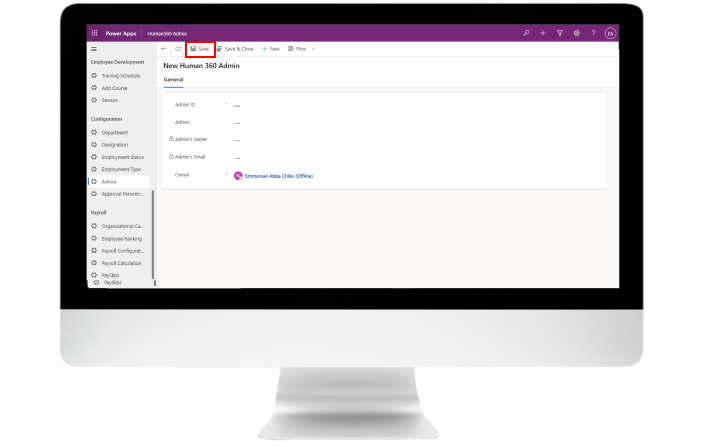 Power Apps Human360 Admin ? EA
Save Save & Close New Flow
Employee Development
Training Schedule
Add Course
Session
Configuration
Department
Designation
Employment Status
Employment Type
Admin
Approval Personn...
Payroll
Organizational Ca...
Employee Ranking
Payroll Configurat...
Payroll Calculation
PaySlips
PaySlips
New Human 360 Admin
General
Admin ID * ---
Admin ---
Admin's Name ---
Admin's Email ---
Owner * Emmanuel Abba Chike (Offline)